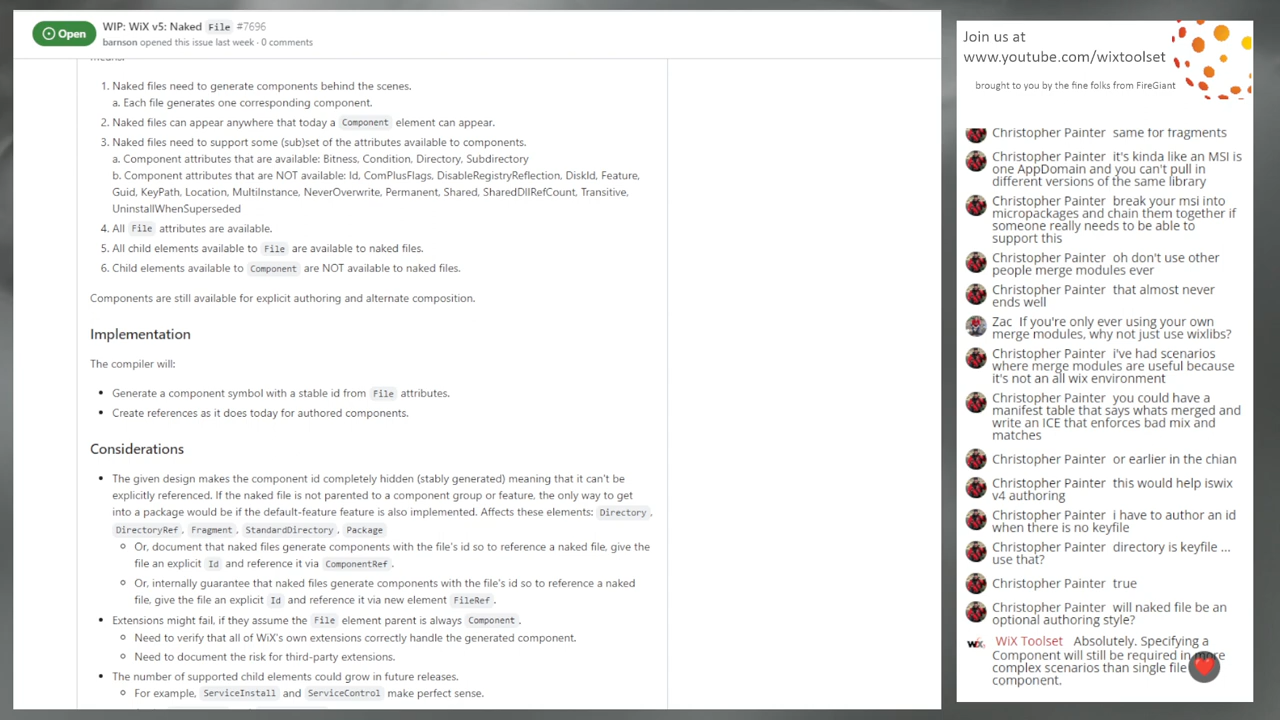 Open
WIP: WiX v5: Naked File #7696
barnson opened this issue last week · 0 comments
1. Naked files need to generate components behind the scenes.
a. Each file generates one corresponding component.
2. Naked files can appear anywhere that today a Component element can appear.
3. Naked files need to support some (sub)set of the attributes available to components.
a. Component attributes that are available: Bitness, Condition, Directory, Subdirectory
b. Component attributes that are NOT available: Id, ComPlusFlags, DisableRegistryReflection, DiskId, Feature,
Guid, KeyPath, Location, MultiInstance, NeverOverwrite, Permanent, Shared, SharedDllRefCount, Transitive,
UninstallWhenSuperseded
4. All File attributes are available.
5. All child elements available to File are available to naked files.
6. Child elements available to Component are NOT available to naked files.
Components are still available for explicit authoring and alternate composition.
Implementation
The compiler will:
• Generate a component symbol with a stable id from File attributes.
• Create references as it does today for authored components.
Considerations
• The given design makes the component id completely hidden (stably generated) meaning that it can't be
explicitly referenced. If the naked file is not parented to a component group or feature, the only way to get
into a package would be if the default-feature feature is also implemented. Affects these elements: Directory,
DirectoryRef, Fragment, StandardDirectory, Package
○ Or, document that naked files generate components with the file's id so to reference a naked file, give the
file an explicit Id and reference it via ComponentRef.
○ Or, internally guarantee that naked files generate components with the file's id so to reference a naked
file, give the file an explicit Id and reference it via new element FileRef.
• Extensions might fail, if they assume the File element parent is always Component.
○ Need to verify that all of WiX's own extensions correctly handle the generated component.
○ Need to document the risk for third-party extensions.
• The number of supported child elements could grow in future releases.
○ For example, ServiceInstall and ServiceControl make perfect sense.
Join us at
www.youtube.com/wixtoolset
brought to you by the fine folks from FireGiant
Christopher Painter same for fragments
Christopher Painter it's kinda like an MSI is
one AppDomain and you can't pull in
different versions of the same library
Christopher Painter break your msi into
micropackages and chain them together if
someone really needs to be able to
support this
Christopher Painter oh don't use other
people merge modules ever
Christopher Painter that almost never
ends well
Zac If you're only ever using your own
merge modules, why not just use wixlibs?
Christopher Painter i've had scenarios
where merge modules are useful because
it's not an all wix environment
Christopher Painter you could have a
manifest table that says whats merged and
write an ICE that enforces bad mix and
matches
Christopher Painter or earlier in the chian
Christopher Painter this would help iswix
v4 authoring
Christopher Painter i have to author an id
when there is no keyfile
Christopher Painter directory is keyfile ...
use that?
Christopher Painter true
Christopher Painter will naked file be an
optional authoring style?
WiX Toolset Absolutely. Specifying a
Component will still be required in more
complex scenarios than single file
component.